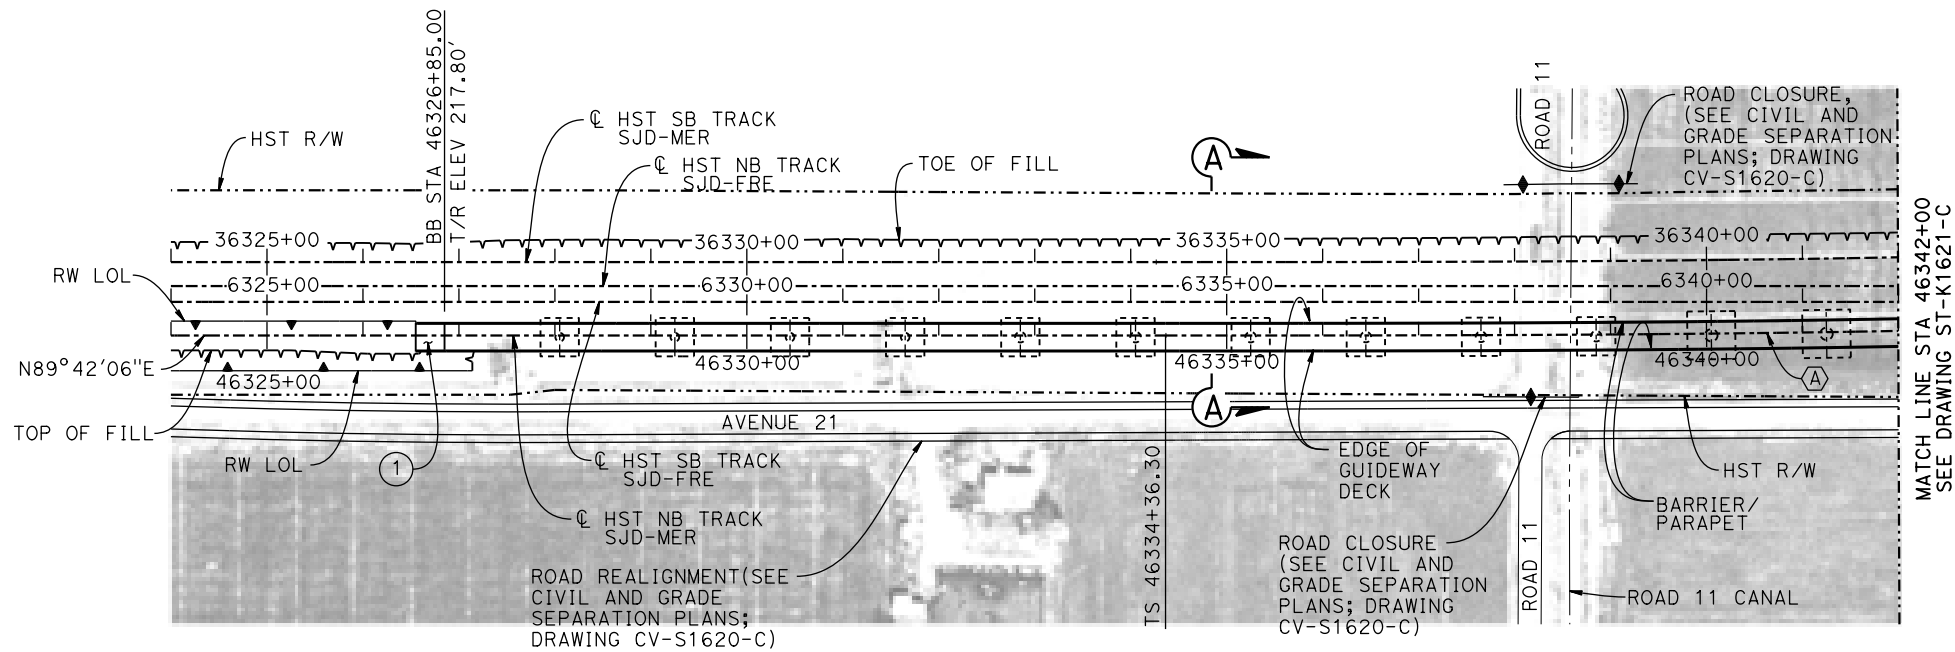 BB STA 46326+85.00
T/R ELEV 217.80'
HST R/W
℄ HST SB TRACK
SJD-MER
℄ HST NB TRACK
SJD-FRE
TOE OF FILL
A
ROAD 11
ROAD CLOSURE,
(SEE CIVIL AND
GRADE SEPARATION
PLANS; DRAWING
CV-S1620-C)
MATCH LINE STA 46342+00
SEE DRAWING ST-K1621-C
36325+00
36330+00
36335+00
36340+00
RW LOL
6325+00
6330+00
6335+00
6340+00
N89°42'06"E
46325+00
46330+00
46335+00
46340+00
A
TOP OF FILL
RW LOL
1
AVENUE 21
A
℄ HST SB TRACK
SJD-FRE
℄ HST NB TRACK
SJD-MER
ROAD REALIGNMENT(SEE
CIVIL AND GRADE
SEPARATION PLANS;
DRAWING CV-S1620-C)
TS 46334+36.30
EDGE OF
GUIDEWAY
DECK
ROAD CLOSURE
(SEE CIVIL AND
GRADE SEPARATION
PLANS; DRAWING
CV-S1620-C)
ROAD 11
HST R/W
BARRIER/
PARAPET
ROAD 11 CANAL